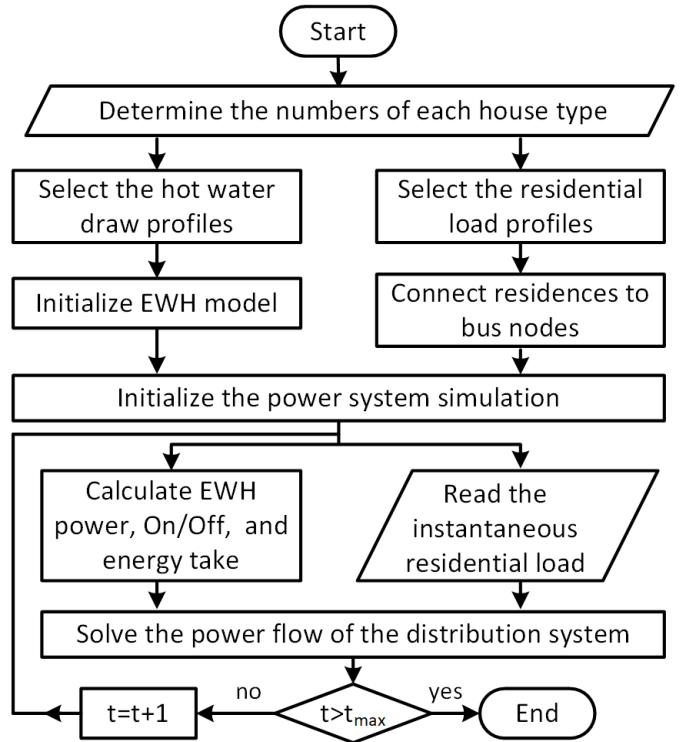 Start
Determine the numbers of each house type
Select the hot water
draw profiles
Select the residential
load profiles
Initialize EWH model
Connect residences to
bus nodes
Initialize the power system simulation
Calculate EWH
power, On/Off, and
energy take
Read the
instantaneous
residential load
Solve the power flow of the distribution system
no
yes
t=t+1
t>tmax
End